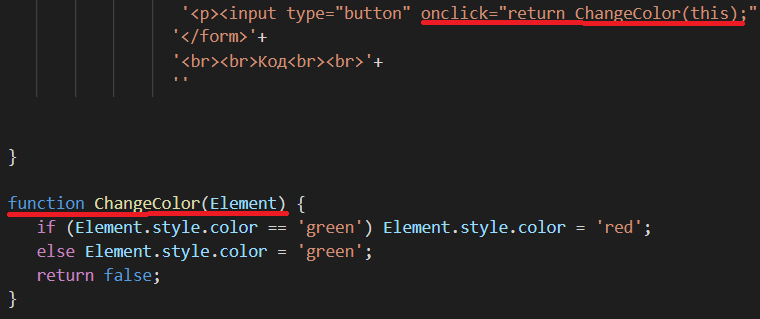 '<p><input type="button" onclick="return ChangeColor(this);"
'</form>'+
'<br><br>Код<br><br>'+
''
}
function ChangeColor(Element) {
if (Element.style.color == 'green') Element.style.color = 'red';
else Element.style.color = 'green';
return false;
}